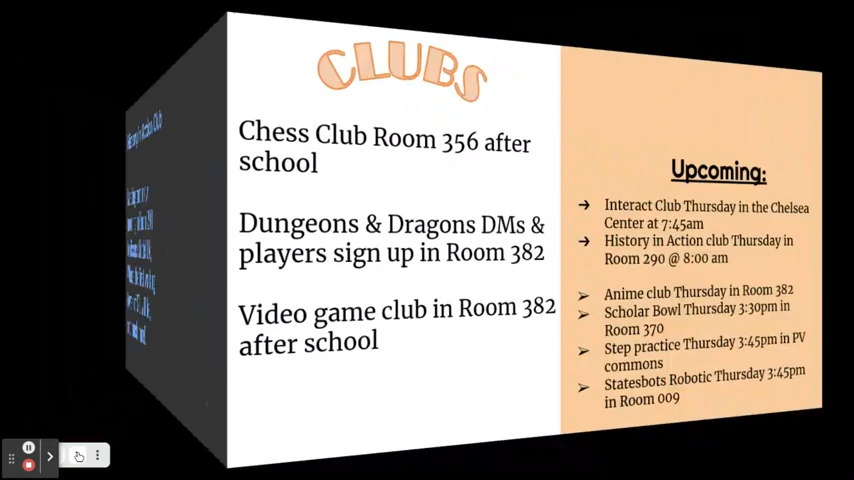 CLUBS
Chess Club Room 356 after
school
Dungeons & Dragons DMs &
players sign up in Room 382
Video game club in Room 382
after school
Upcoming:
→ Interact Club Thursday in the Chelsea
Center at 7:45am
→ History in Action club Thursday in
Room 290 @ 8:00 am
➢ Anime club Thursday in Room 382
➢ Scholar Bowl Thursday 3:30pm in
Room 370
➢ Step practice Thursday 3:45pm in PV
commons
➢ Statesbots Robotic Thursday 3:45pm
in Room 009